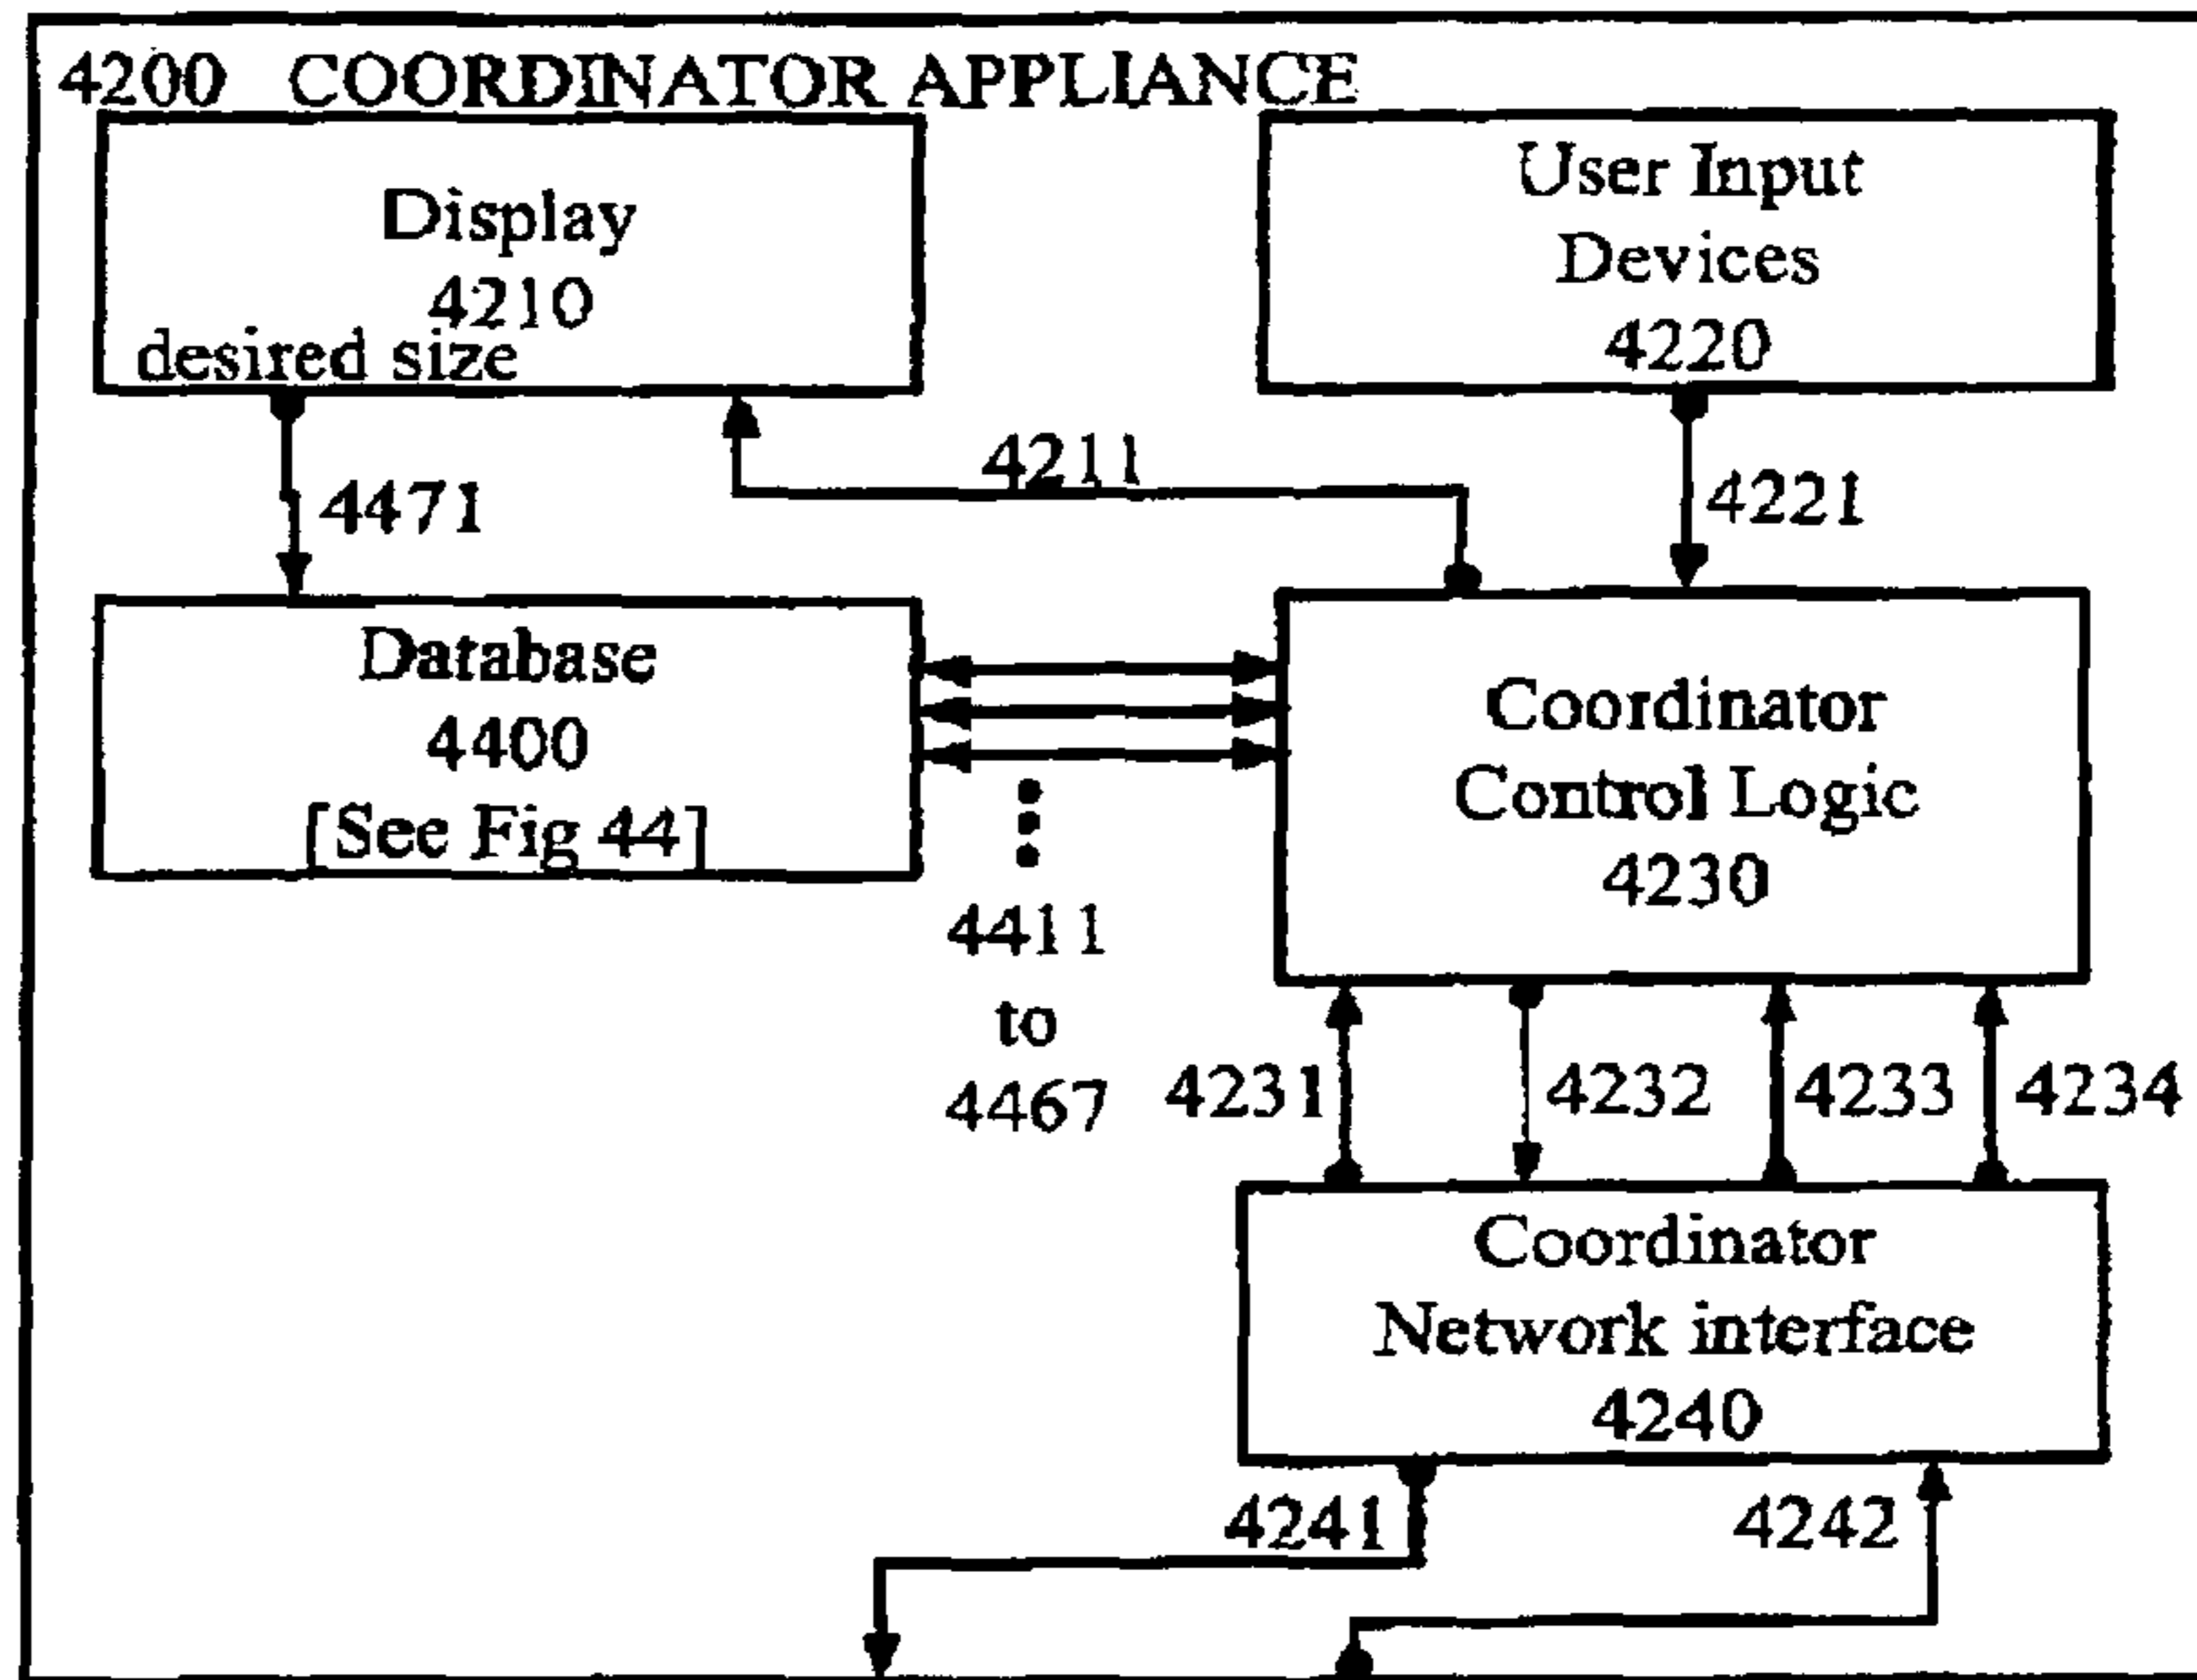 4200 COORDINATOR APPLIANCE
Display
4210
desired size
User Input
Devices
4220
4471
4211
4221
Database
4400
[See Fig 44]
Coordinator
Control Logic
4230
4411
to
4467
4231
4232
4233
4234
Coordinator
Network interface
4240
4241
4242